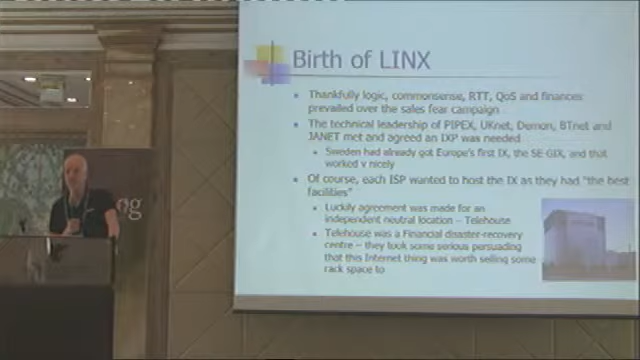 Birth of LINX
Thankfully logic, commonsense, RTT, QoS and finances
prevailed over the sales fear campaign
The technical leadership of PIPEX, UKnet, Demon, BTnet and
JANET met and agreed an IXP was needed
Sweden had already got Europe's first IX, the SE-GIX, and that
worked v nicely
Of course, each ISP wanted to host the IX as they had "the best
facilities"
Luckily agreement was made for an
independent neutral location – Telehouse
Telehouse was a Financial disaster-recovery
centre – they took some serious persuading
that this Internet thing was worth selling some
rack space to
og